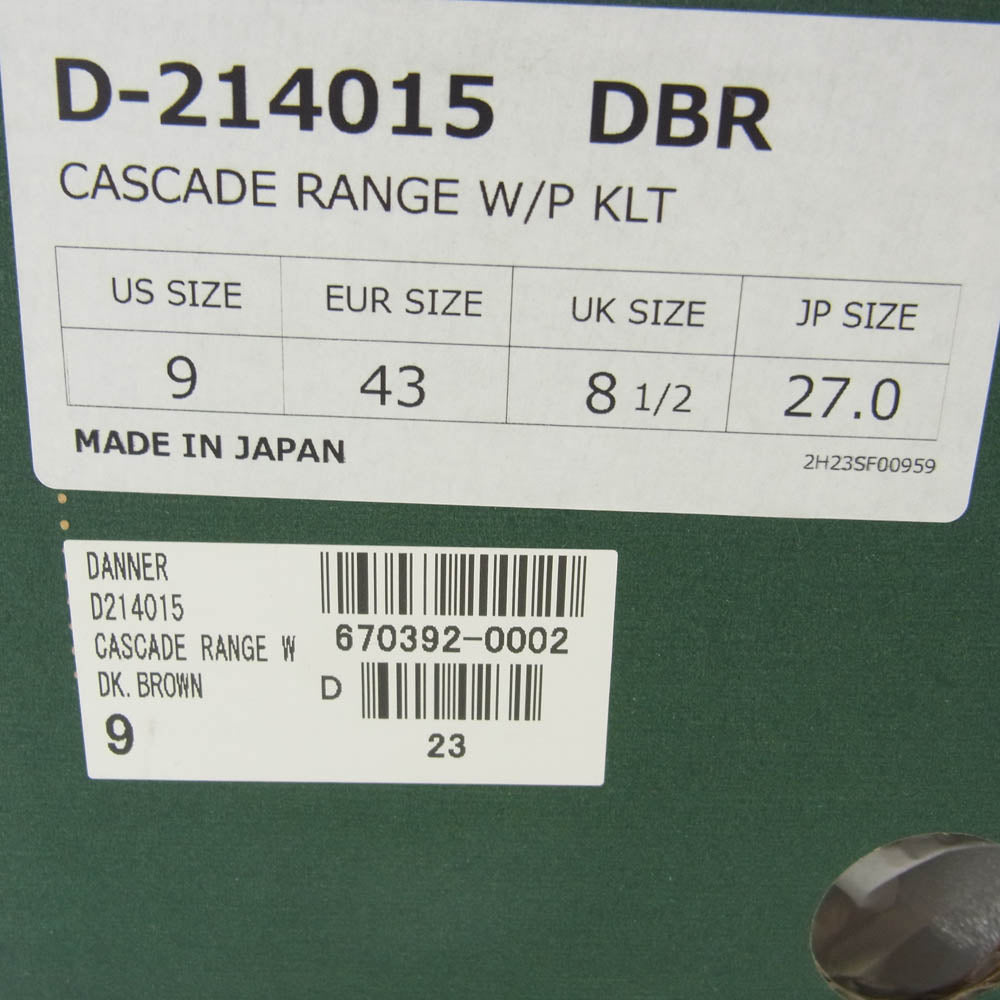 D-214015 DBR
CASCADE RANGE W/P KLT
US SIZE EUR SIZE UK SIZE JP SIZE
9 43 8 1/2 27.0
MADE IN JAPAN 2H23SF00959
DANNER
D214015
CASCADE RANGE W 670392-0002
DK. BROWN D
9 23